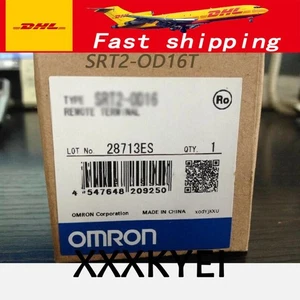 DHL
Fast shipping
SRT2-OD16T
TYPE SRT2-OD16
REMOTE TERMINAL
Ro
LOT No. 28713ES QTY. 1
4 547648 209250
OMRON Corporation MADE IN CHINA
OMRON
XXXKYEI